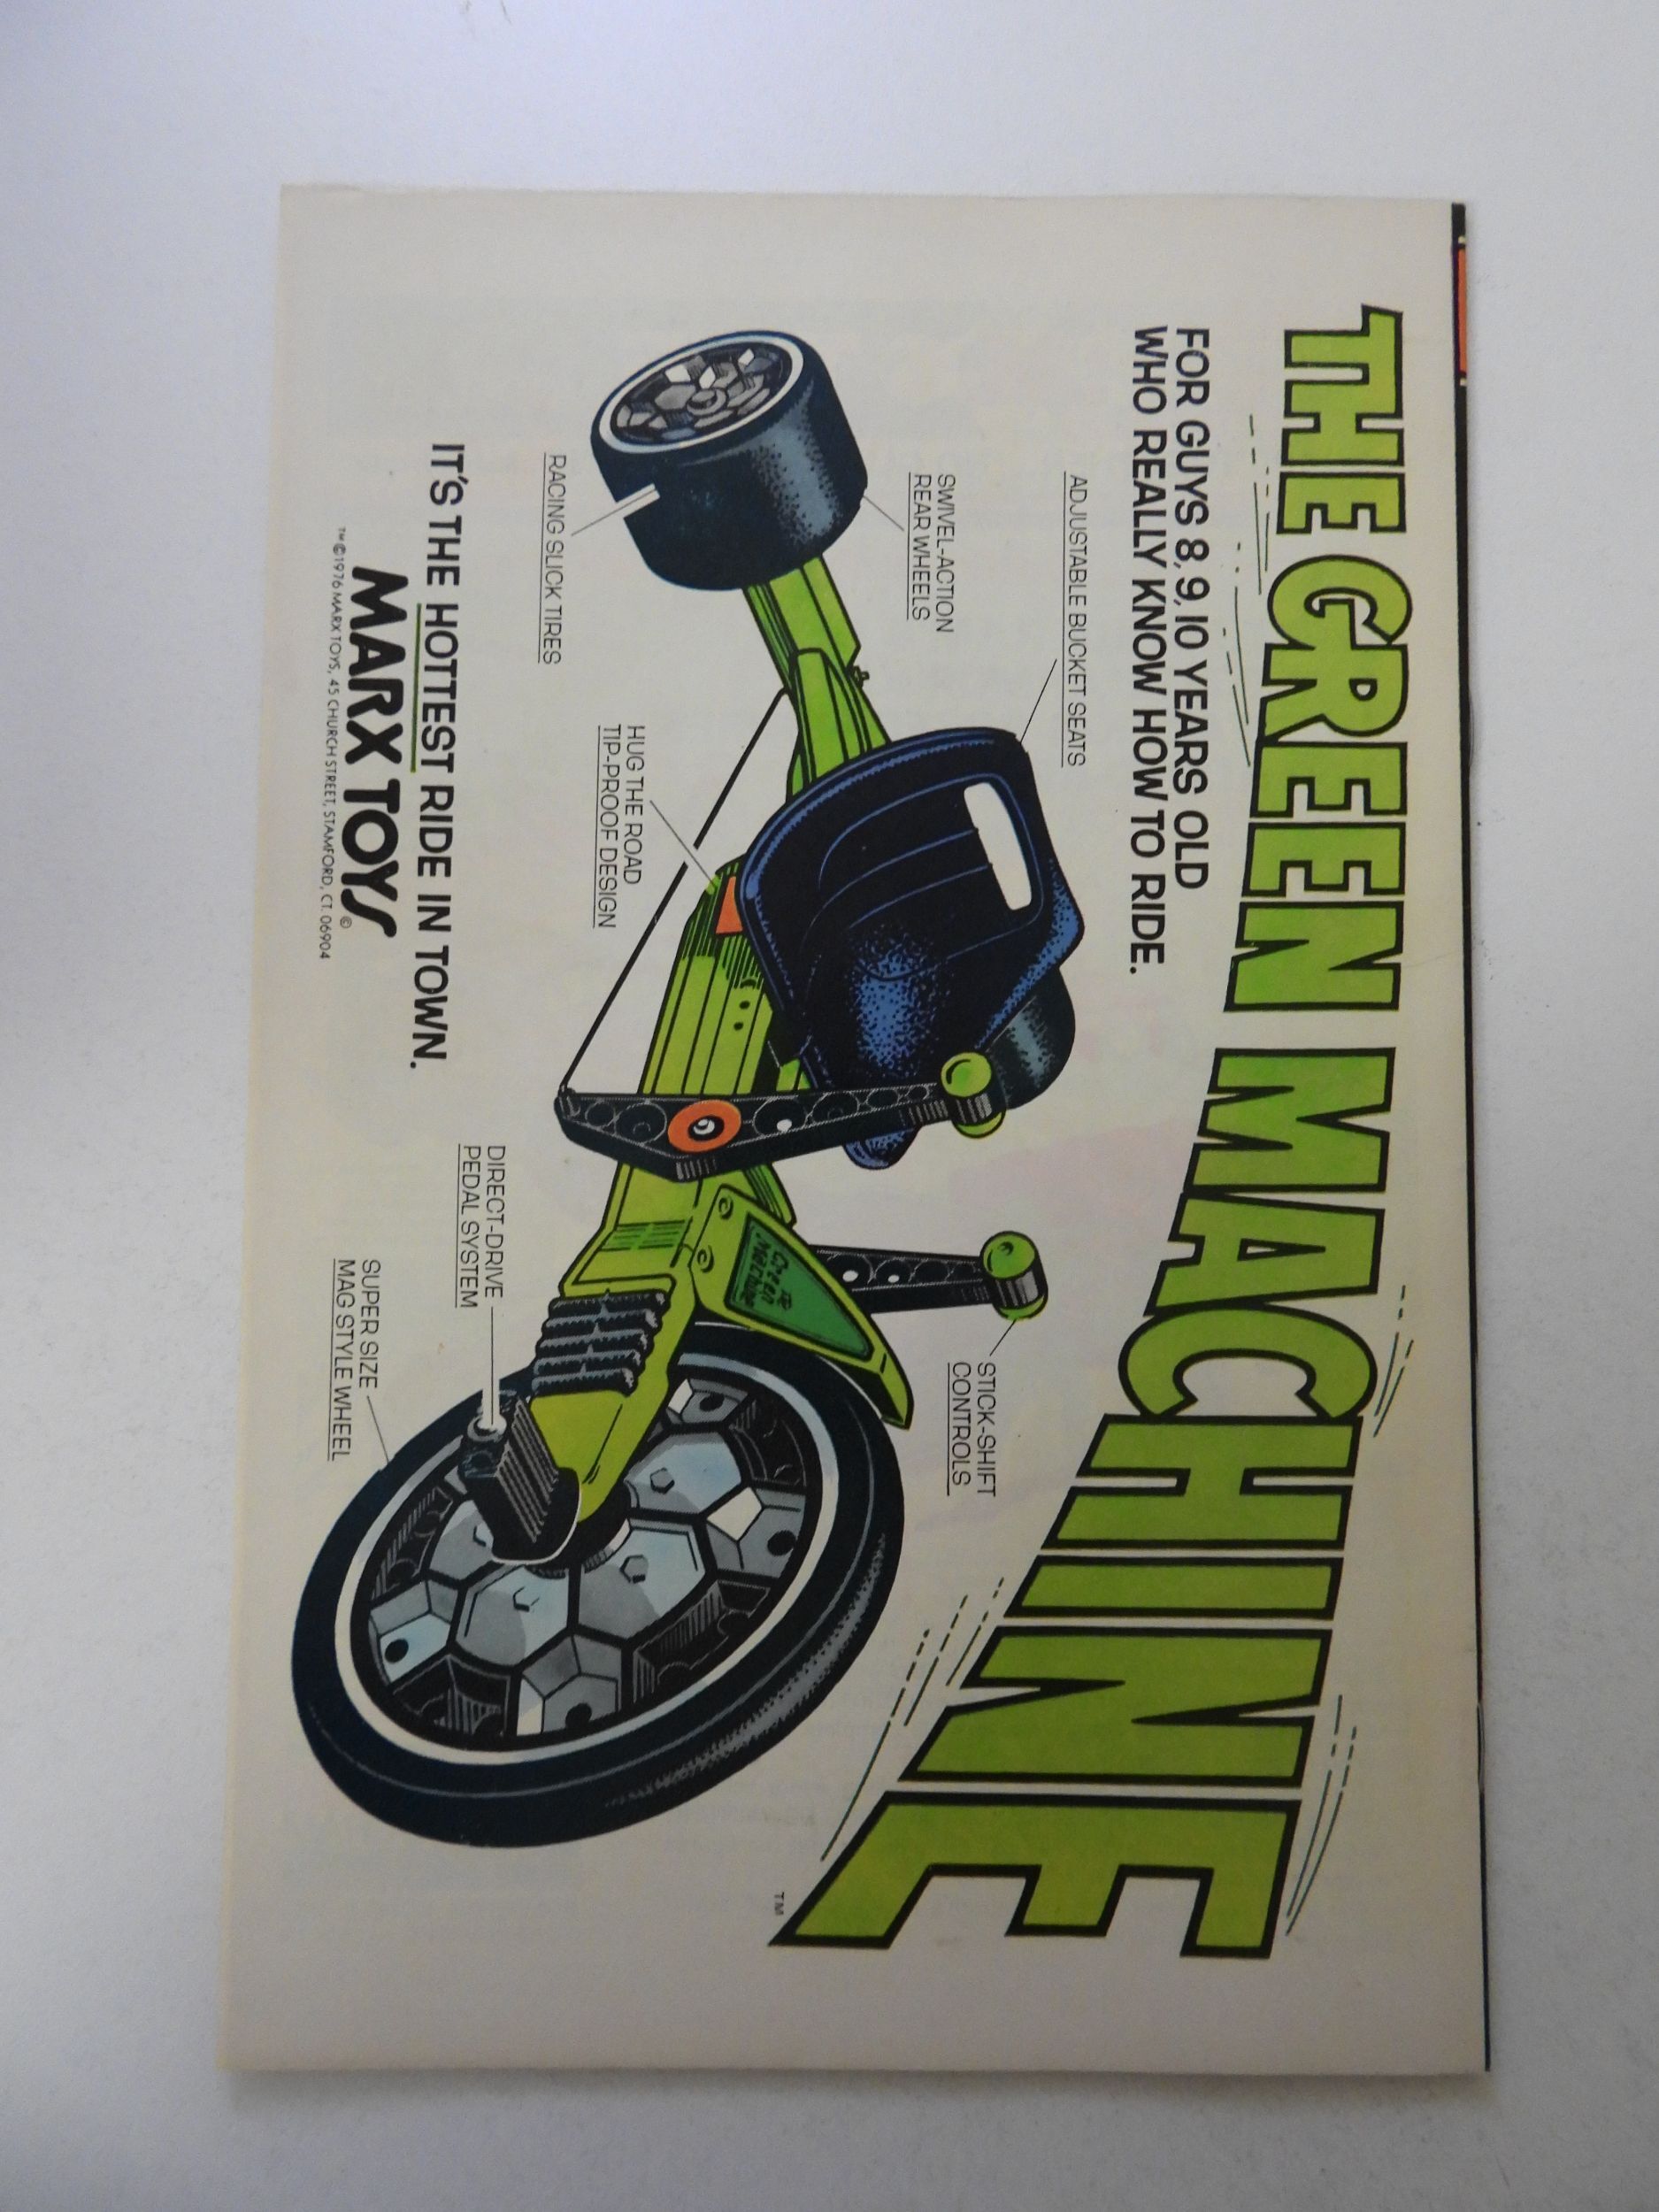 THE GREEN MACHINE
TM
FOR GUYS 8, 9, 10 YEARS OLD
WHO REALLY KNOW HOW TO RIDE.
ADJUSTABLE BUCKET SEATS
SWIVEL-ACTION
REAR WHEELS
STICK-SHIFT
CONTROLS
THE
Green
Machine
RACING SLICK TIRES
HUG THE ROAD
TIP-PROOF DESIGN
DIRECT-DRIVE
PEDAL SYSTEM
SUPER SIZE
MAG STYLE WHEEL
IT'S THE HOTTEST RIDE IN TOWN.
MARX TOYS©
™©1976 MARX TOYS, 45 CHURCH STREET, STAMFORD, CT. 06904